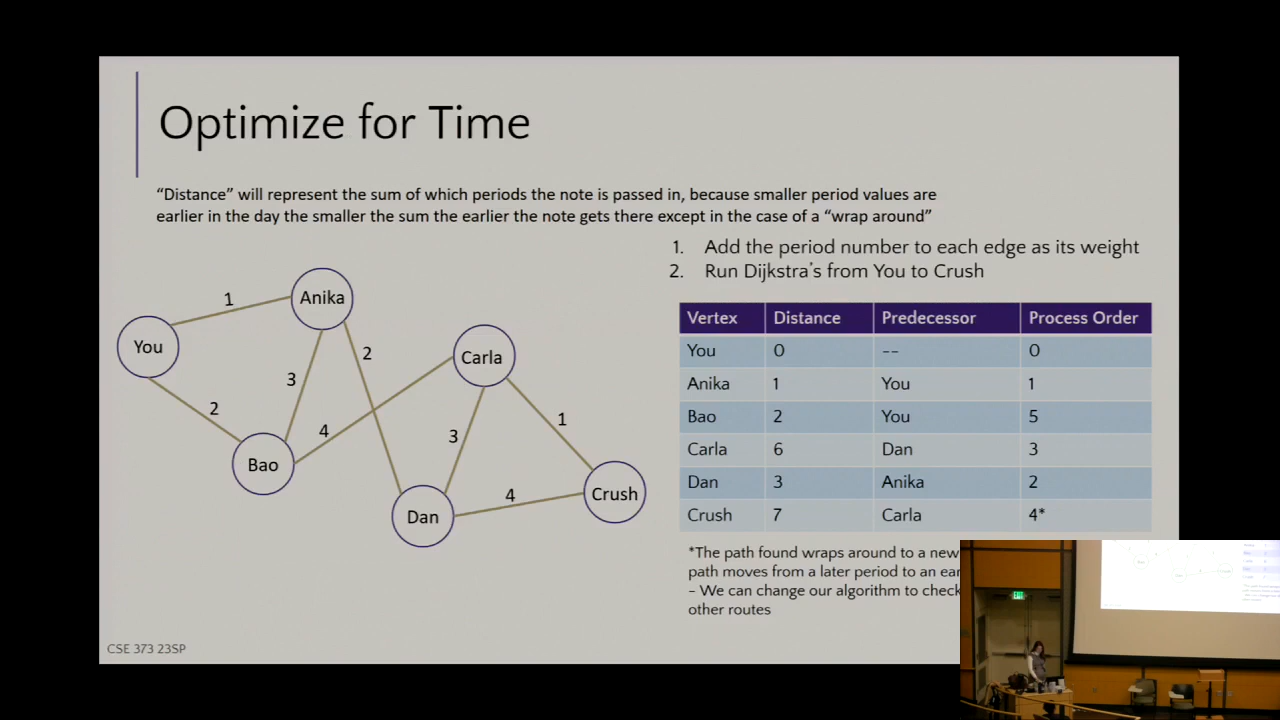 Optimize for Time
“Distance” will represent the sum of which periods the note is passed in, because smaller period values are
earlier in the day the smaller the sum the earlier the note gets there except in the case of a “wrap around”
1. Add the period number to each edge as its weight
2. Run Dijkstra's from You to Crush
1
Anika
You
2
Carla
3
2
4
1
3
Bao
4
Crush
Dan
Vertex Distance Predecessor Process Order
You 0 -- 0
Anika 1 You 1
Bao 2 You 5
Carla 6 Dan 3
Dan 3 Anika 2
Crush 7 Carla 4*
*The path found wraps around to a new
path moves from a later period to an ear
– We can change our algorithm to check
other routes
CSE 373 23SP